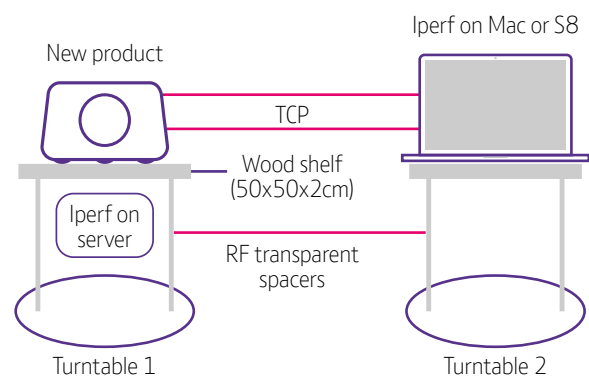 Iperf on Mac or S8
New product
TCP
Wood shelf
(50x50x2cm)
Iperf on
server
RF transparent
spacers
Turntable 1
Turntable 2